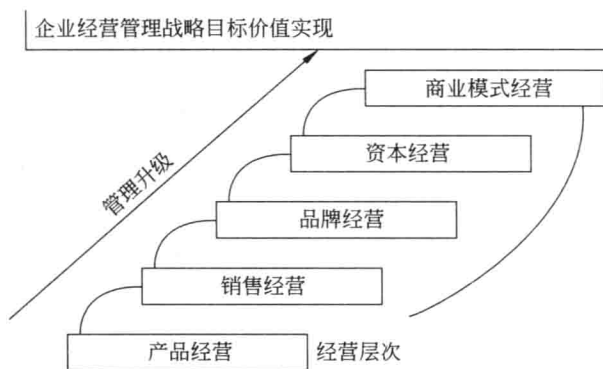 企业经营管理战略目标价值实现
商业模式经营
资本经营
管理升级
品牌经营
销售经营
产品经营
经营层次